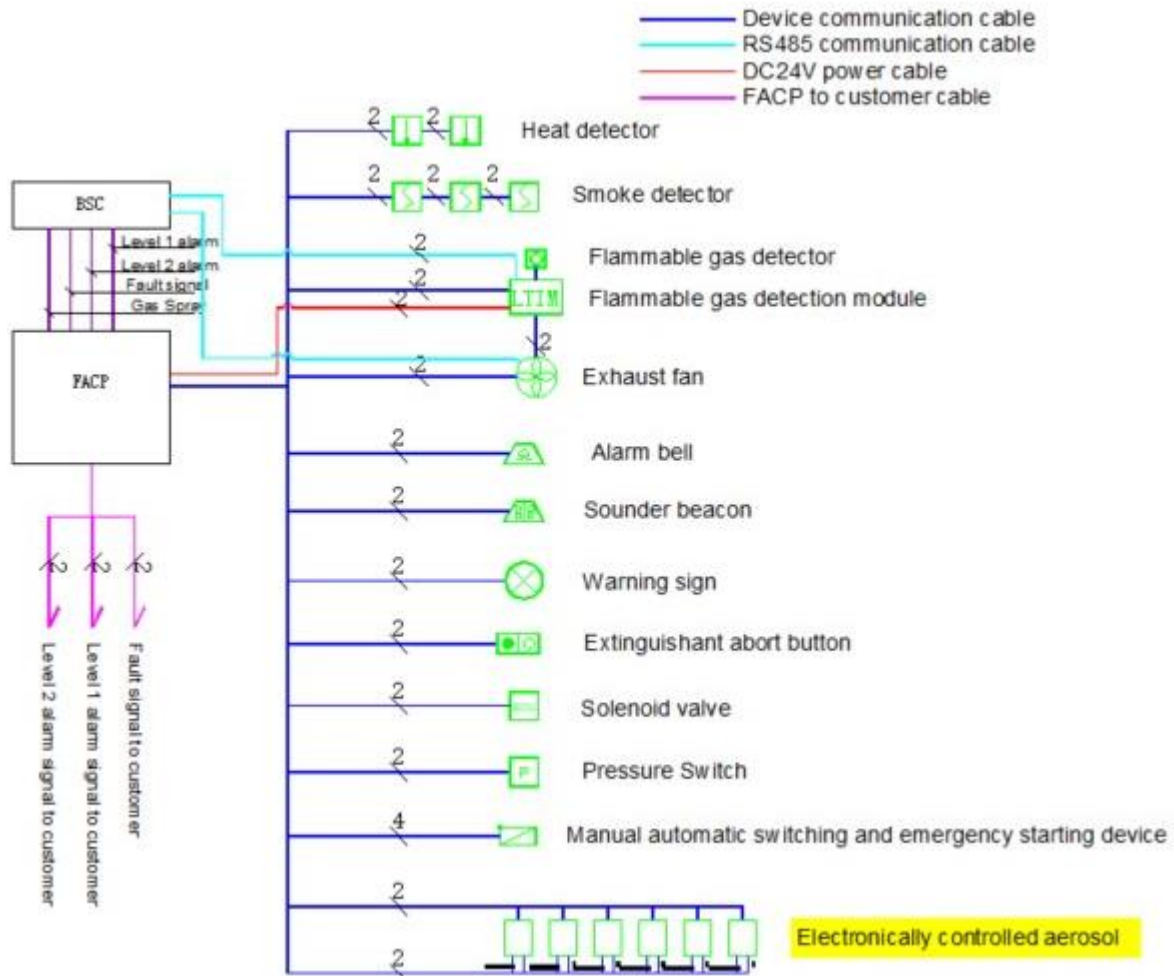 Device communication cable
RS485 communication cable
DC24V power cable
FACP to customer cable
2 2
Heat detector
2 2 2
Smoke detector
BSC
Level 1 alarm
Level 2 alarm
Fault signal
Gas Spray
2
Flammable gas detector
2
LTIM
Flammable gas detection module
2
2
FACP
2
Exhaust fan
2
Alarm bell
2
Sounder beacon
2 2 2
2
Warning sign
Level 2 alarm signal to customer
Level 1 alarm signal to customer
Fault signal to customer
2
Extinguishant abort button
2
Solenoid valve
2
P
Pressure Switch
4
Manual automatic switching and emergency starting device
2
Electronically controlled aerosol
2